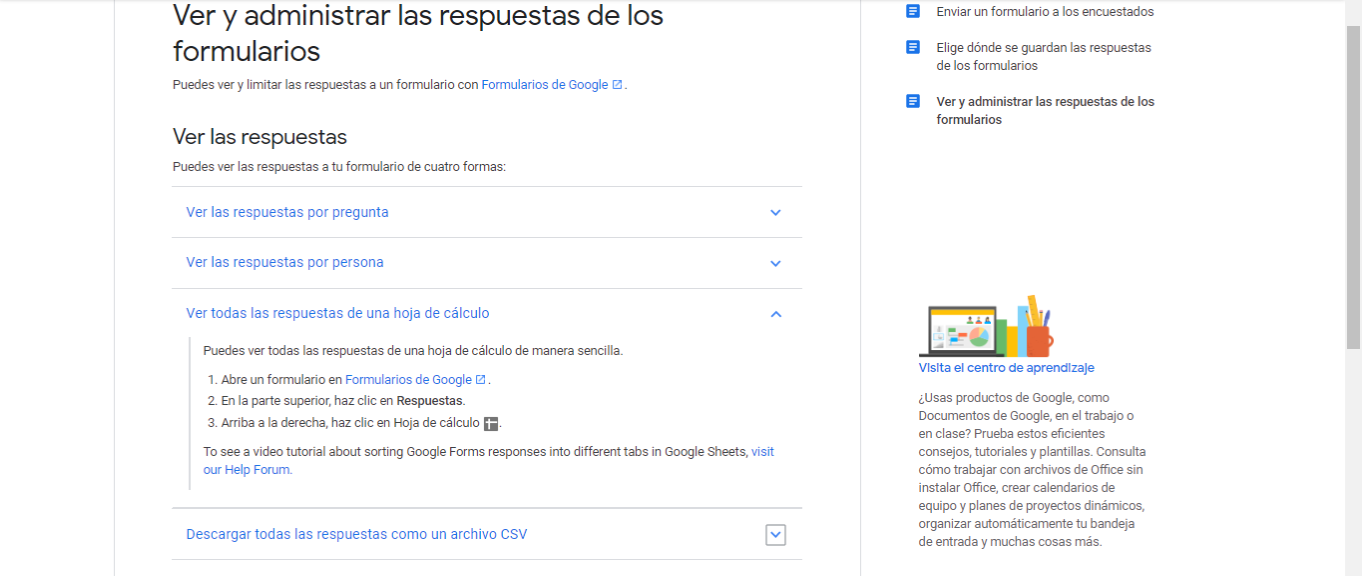 Ver y administrar las respuestas de los
formularios
Puedes ver y limitar las respuestas a un formulario con Formularios de Google.
Ver las respuestas
Puedes ver las respuestas a tu formulario de cuatro formas:
Ver las respuestas por pregunta
Ver las respuestas por persona
Ver todas las respuestas de una hoja de cálculo
Puedes ver todas las respuestas de una hoja de cálculo de manera sencilla.
1. Abre un formulario en Formularios de Google.
2. En la parte superior, haz clic en Respuestas.
3. Arriba a la derecha, haz clic en Hoja de cálculo.
To see a video tutorial about sorting Google Forms responses into different tabs in Google Sheets, visit
our Help Forum.
Descargar todas las respuestas como un archivo CSV
Enviar un formulario a los encuestados
Elige dónde se guardan las respuestas
de los formularios
Ver y administrar las respuestas de los
formularios
Visita el centro de aprendizaje
¿Usas productos de Google, como
Documentos de Google, en el trabajo o
en clase? Prueba estos eficientes
consejos, tutoriales y plantillas. Consulta
cómo trabajar con archivos de Office sin
instalar Office, crear calendarios de
equipo y planes de proyectos dinámicos,
organizar automáticamente tu bandeja
de entrada y muchas cosas más.